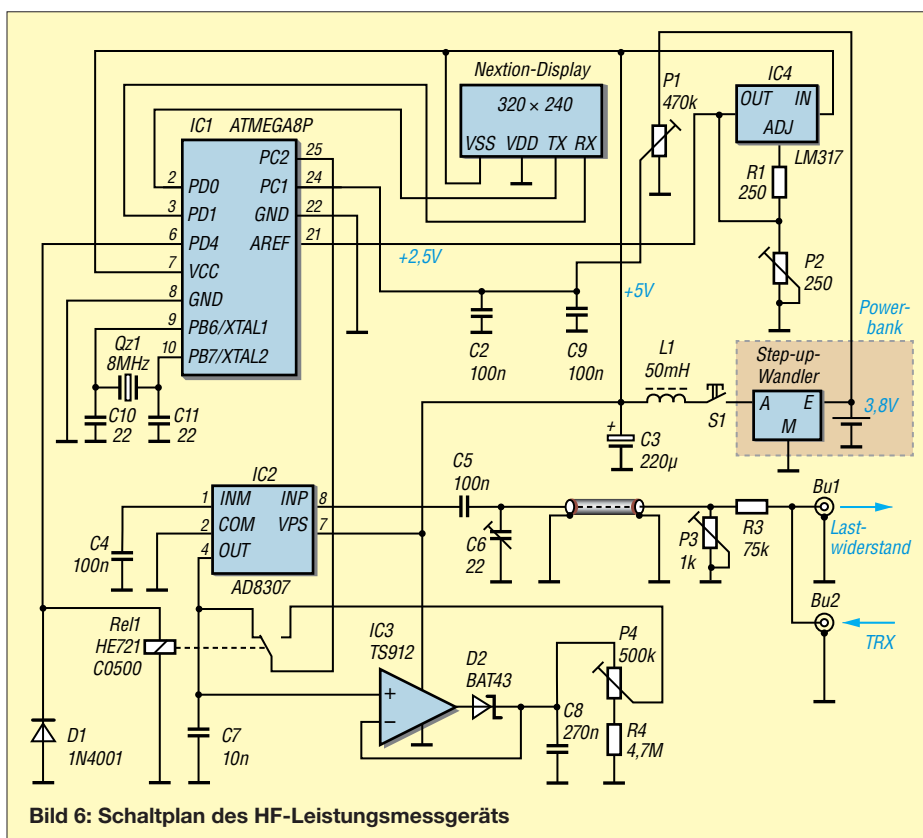 Nextion-Display
320 × 240
VSS VDD TX RX
P1
470k
IC4
OUT IN
ADJ
LM317
R1
250
P2
250
IC1 ATMEGA8P
PC2 25
PC1 24
GND 22
AREF 21
2 PD0
3 PD1
6 PD4
7 VCC
8 GND
9 PB6/XTAL1
10 PB7/XTAL2
+2,5V
+5V
Qz1
8MHz
C10
22
C11
22
C2
100n
C9
100n
Power-
bank
Step-up-
Wandler
A E
M
3,8V
L1
50mH
S1
+
C3
220µ
IC2
1 INM INP 8
2 COM VPS 7
4 OUT
AD8307
C4
100n
C5
100n
C6
22
P3
1k
R3
75k
Bu1
Last-
widerstand
Bu2
TRX
Rel1
HE721
C0500
D1
1N4001
C7
10n
IC3
TS912
+
−
D2
BAT43
C8
270n
P4
500k
R4
4,7M
Bild 6: Schaltplan des HF-Leistungsmessgeräts